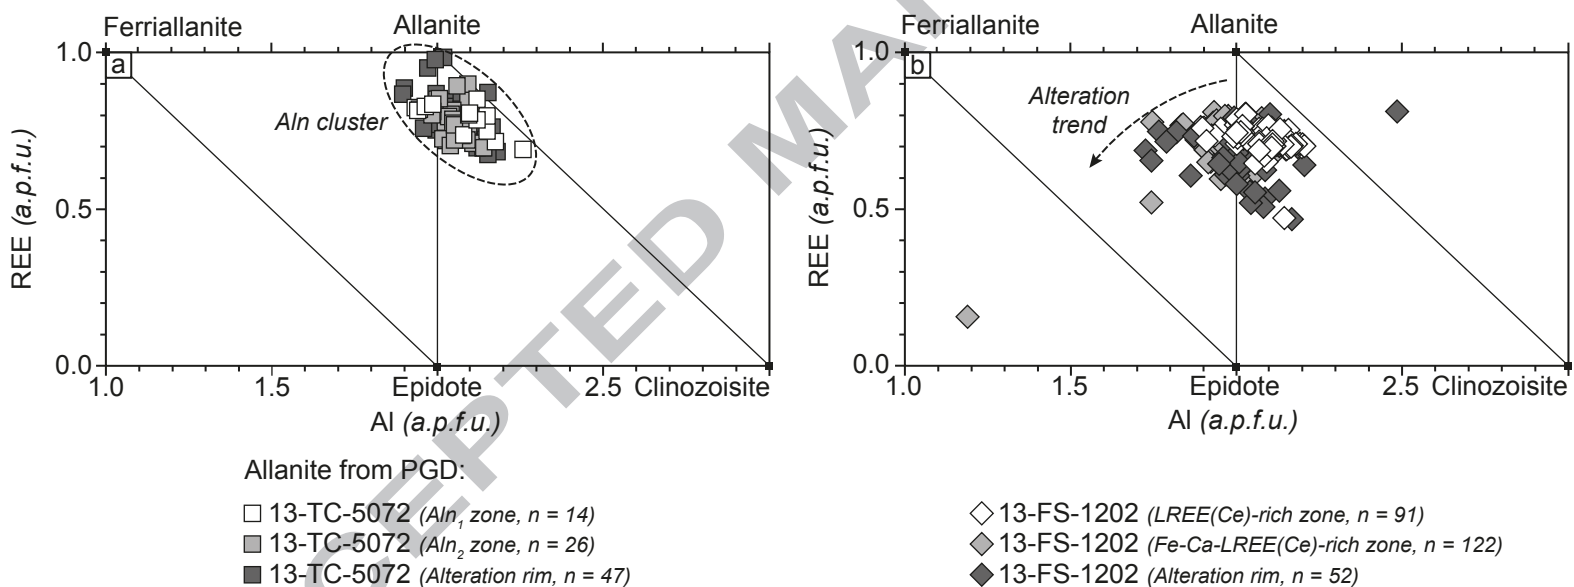 Ferriallanite
Allanite
1.0
a
Aln cluster
REE (a.p.f.u.)
0.5
0.0
1.0
1.5
Epidote
2.5
Clinozoisite
Al (a.p.f.u.)
Ferriallanite
Allanite
1.0
b
Alteration
trend
REE (a.p.f.u.)
0.5
0.0
1.0
1.5
Epidote
2.5
Clinozoisite
Al (a.p.f.u.)
Allanite from PGD:
13-TC-5072 (Aln1 zone, n = 14)
13-TC-5072 (Aln2 zone, n = 26)
13-TC-5072 (Alteration rim, n = 47)
13-FS-1202 (LREE(Ce)-rich zone, n = 91)
13-FS-1202 (Fe-Ca-LREE(Ce)-rich zone, n = 122)
13-FS-1202 (Alteration rim, n = 52)
CEPTED MA